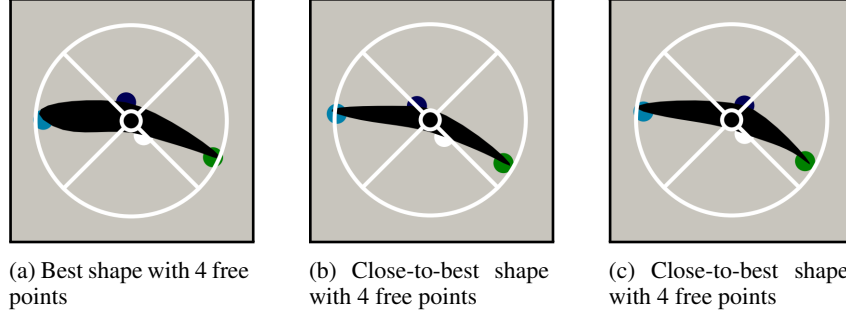 (a) Best shape with 4 free
points
(b) Close-to-best shape
with 4 free points
(c) Close-to-best shape
with 4 free points